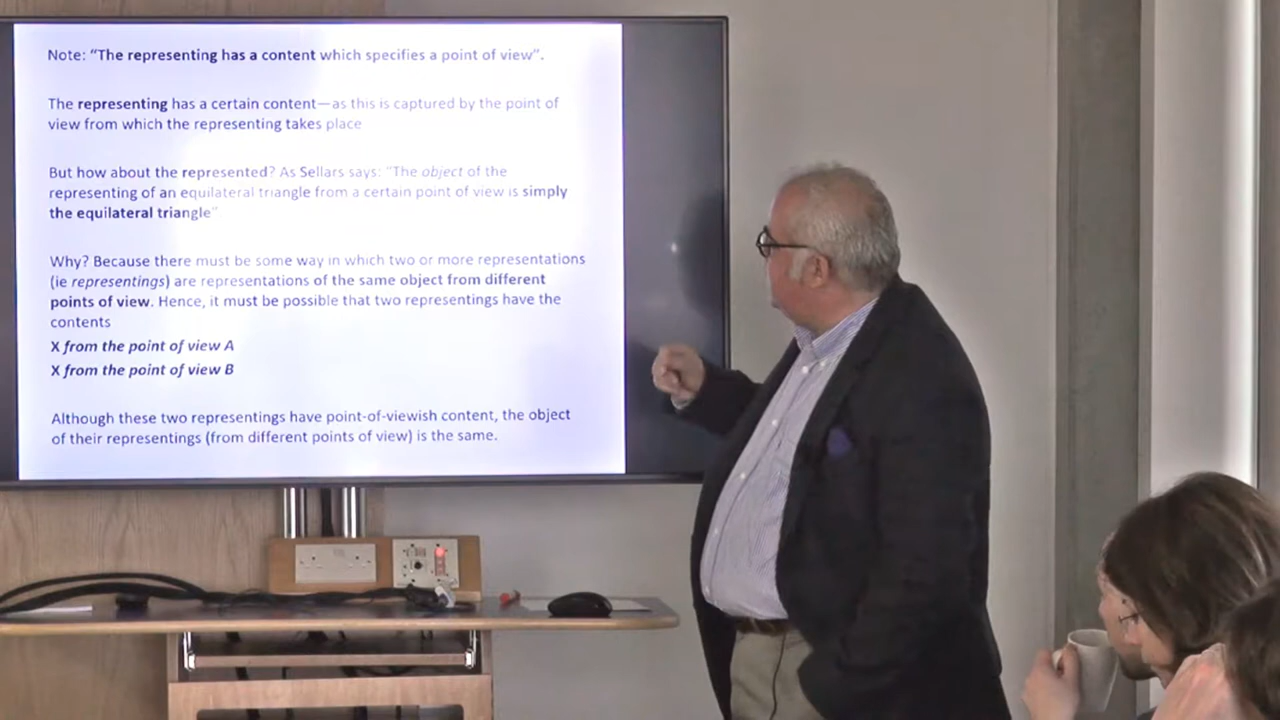 Note: “The representing has a content which specifies a point of view”.
The representing has a certain content—as this is captured by the point of
view from which the representing takes place
But how about the represented? As Sellars says: “The object of the
representing of an equilateral triangle from a certain point of view is simply
the equilateral triangle”
Why? Because there must be some way in which two or more representations
(ie representings) are representations of the same object from different
points of view. Hence, it must be possible that two representings have the
contents
X from the point of view A
X from the point of view B
Although these two representings have point-of-viewish content, the object
of their representings (from different points of view) is the same.